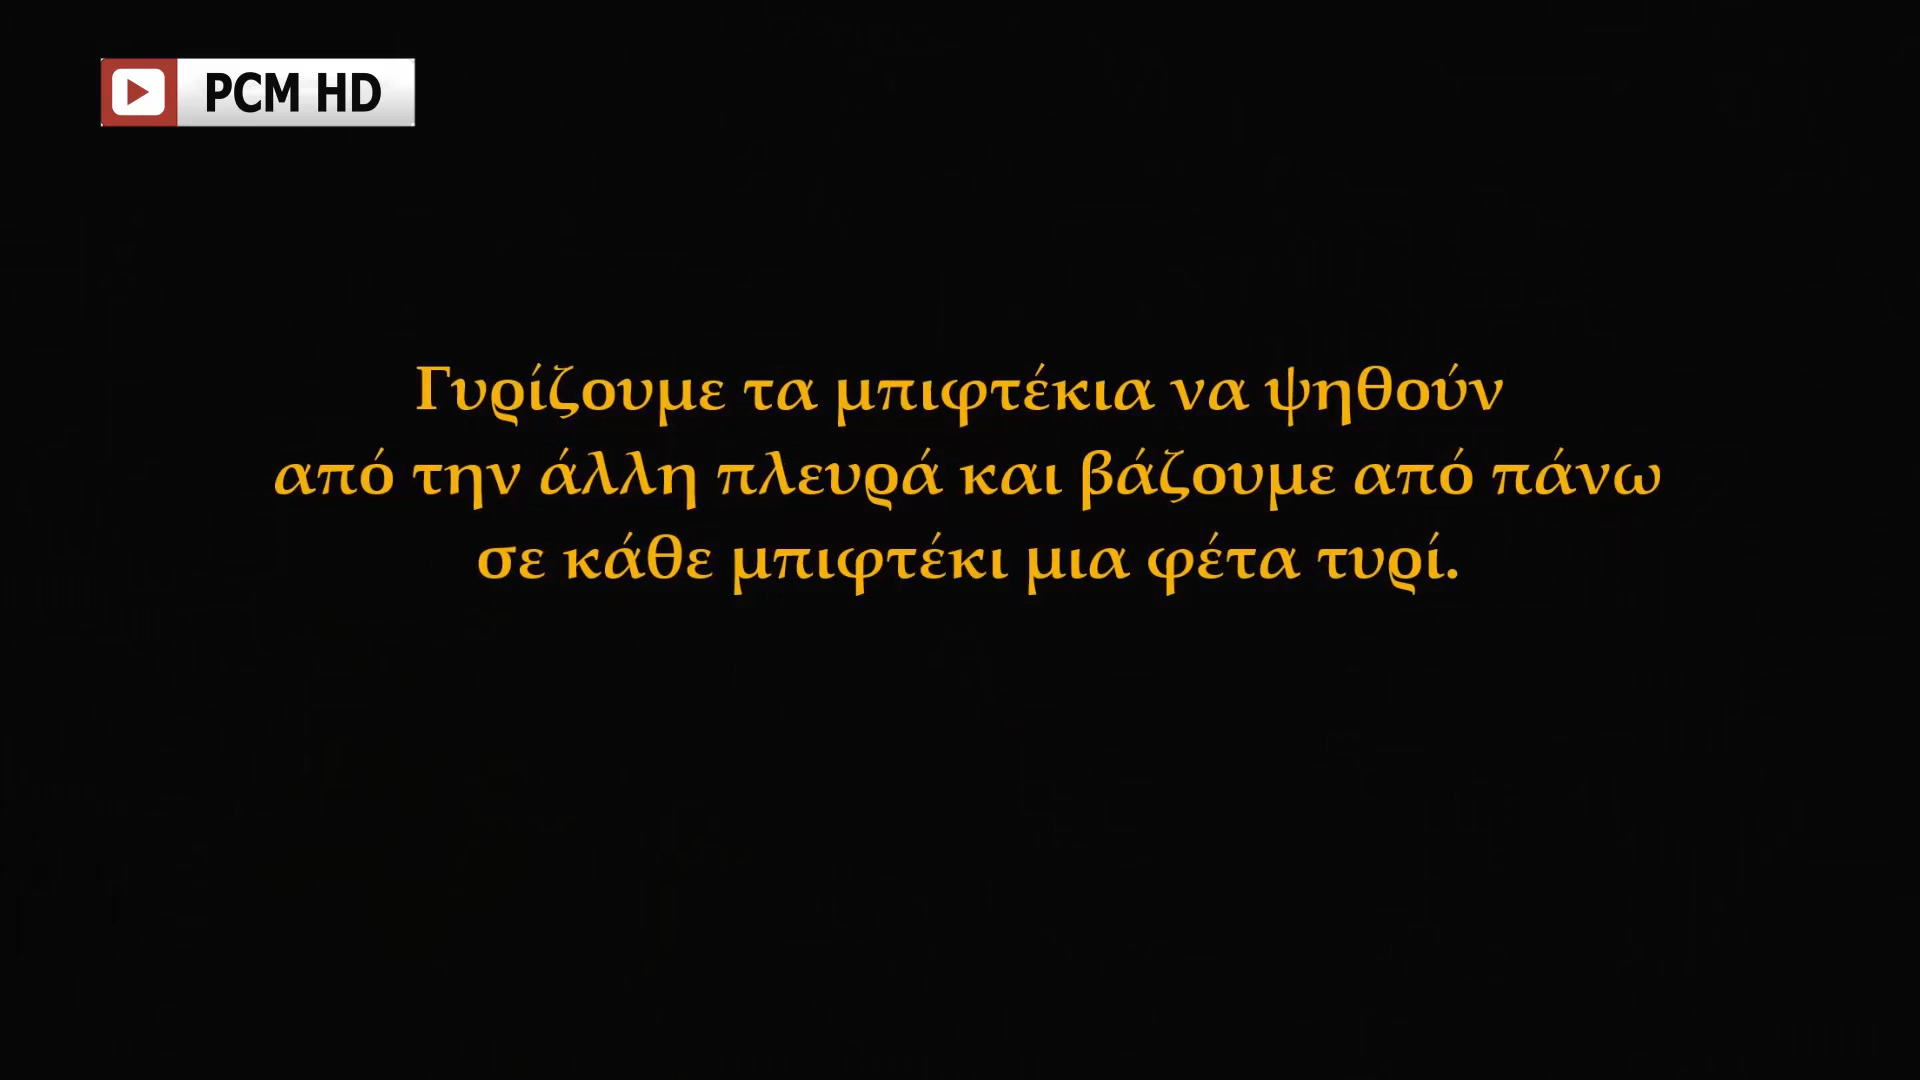 PCM HD
Γυρίζουμε τα μπιφτέκια να ψηθούν
από την άλλη πλευρά και βάζουμε από πάνω
σε κάθε μπιφτέκι μια φέτα τυρί.